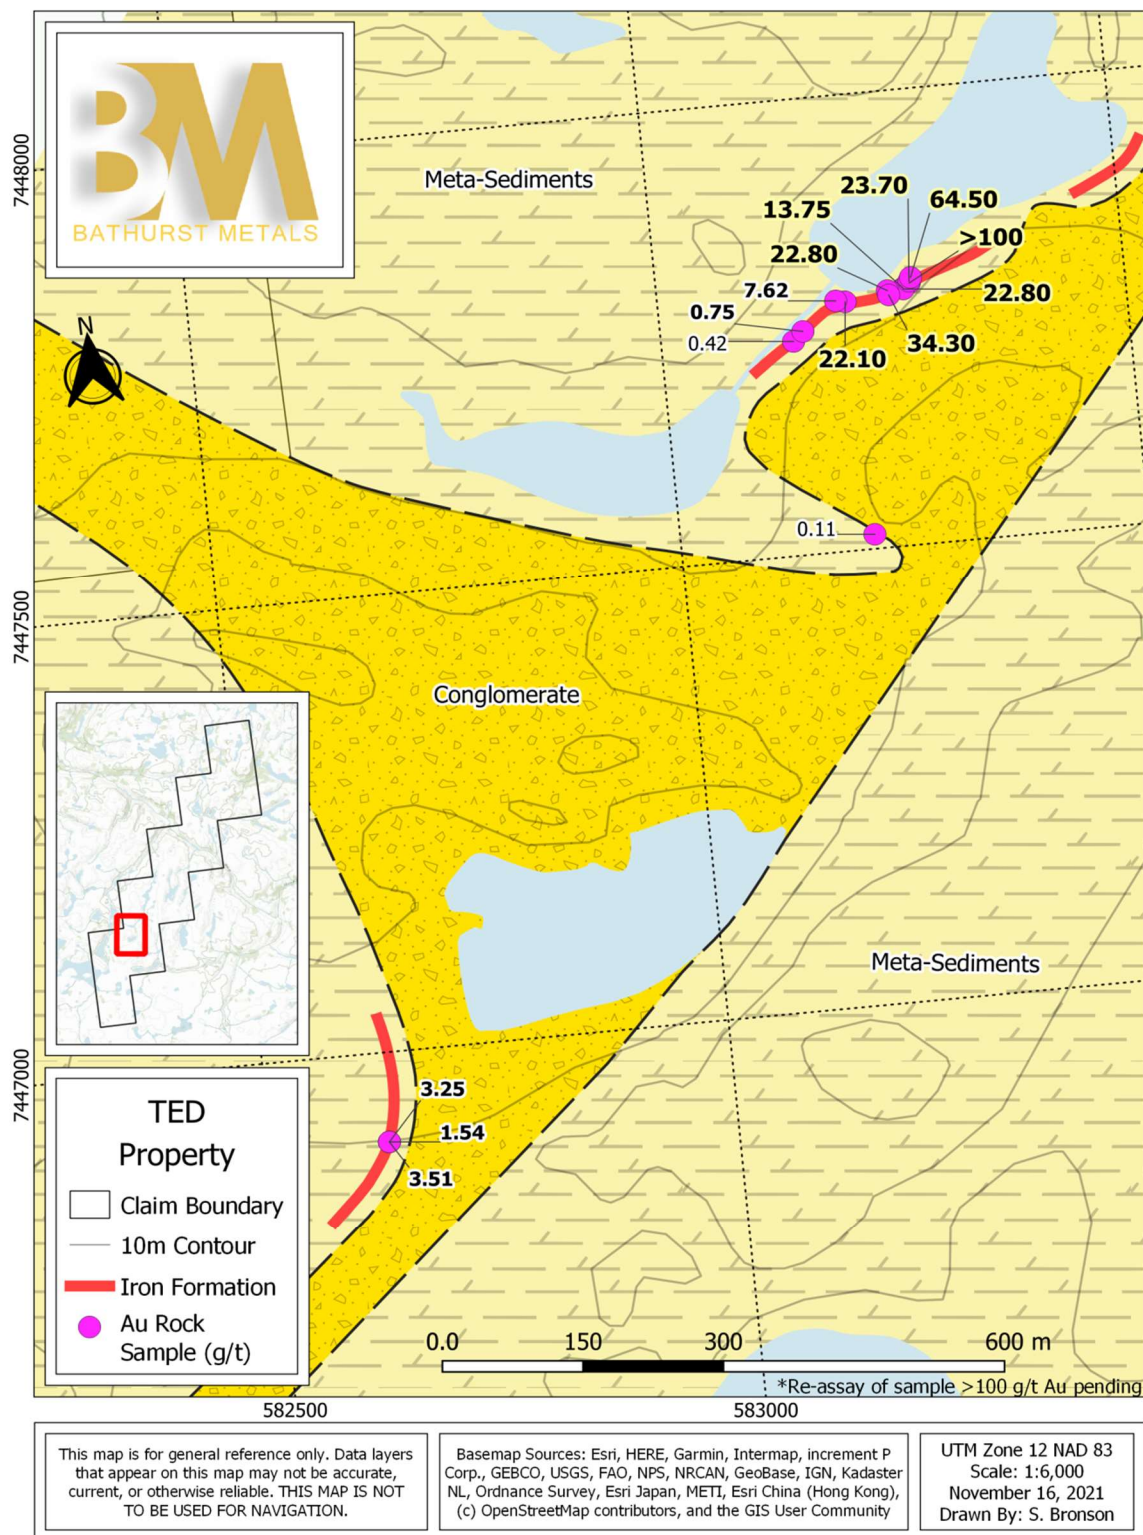 BM
BATHURST METALS
7448000
Meta-Sediments
23.70
64.50
13.75
>100
22.80
7.62
22.80
0.75
0.42
34.30
22.10
N
0.11
7447500
Conglomerate
Meta-Sediments
7447000
3.25
1.54
3.51
TED
Property
Claim Boundary
10m Contour
Iron Formation
Au Rock
Sample (g/t)
0.0 150 300 600 m
*Re-assay of sample >100 g/t Au pending
582500 583000
This map is for general reference only. Data layers
that appear on this map may not be accurate,
current, or otherwise reliable. THIS MAP IS NOT
TO BE USED FOR NAVIGATION.
Basemap Sources: Esri, HERE, Garmin, Intermap, increment P
Corp., GEBCO, USGS, FAO, NPS, NRCAN, GeoBase, IGN, Kadaster
NL, Ordnance Survey, Esri Japan, METI, Esri China (Hong Kong),
(c) OpenStreetMap contributors, and the GIS User Community
UTM Zone 12 NAD 83
Scale: 1:6,000
November 16, 2021
Drawn By: S. Bronson